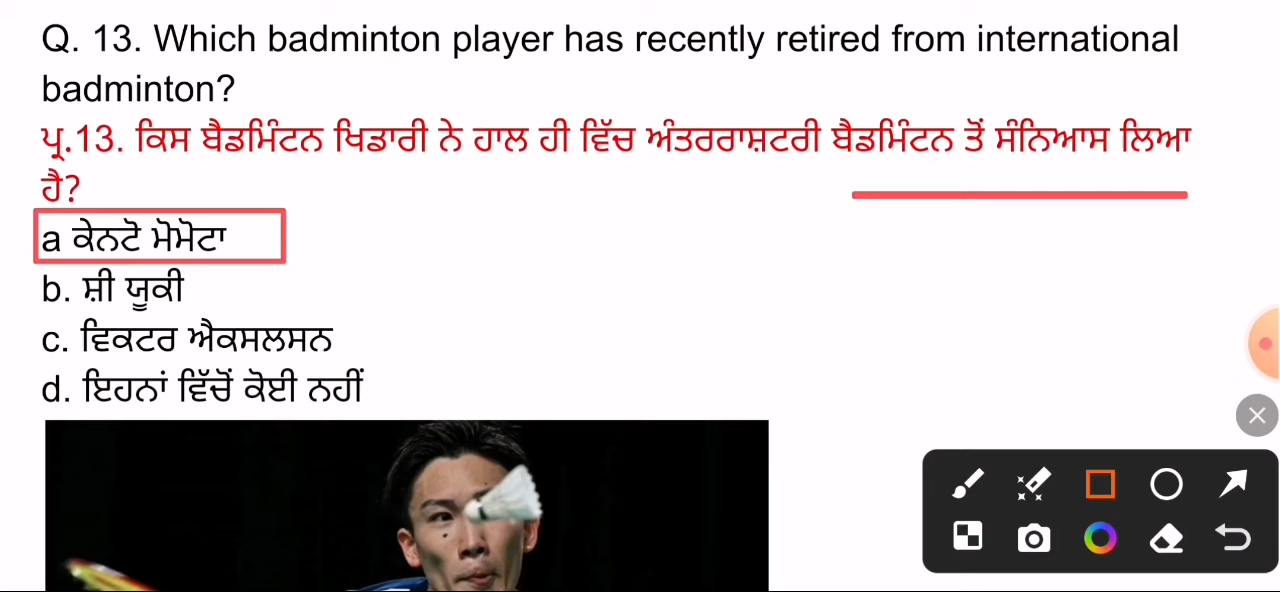 Q. 13. Which badminton player has recently retired from international
badminton?
ਪ੍ਰ.13. ਕਿਸ ਬੈਡਮਿੰਟਨ ਖਿਡਾਰੀ ਨੇ ਹਾਲ ਹੀ ਵਿੱਚ ਅੰਤਰਰਾਸ਼ਟਰੀ ਬੈਡਮਿੰਟਨ ਤੋਂ ਸੰਨਿਆਸ ਲਿਆ
ਹੈ?
a ਕੇਨਟੋ ਮੋਮੋਟਾ
b. ਸ਼ੀ ਯੂਕੀ
c. ਵਿਕਟਰ ਐਕਸਲਸਨ
d. ਇਹਨਾਂ ਵਿੱਚੋਂ ਕੋਈ ਨਹੀਂ